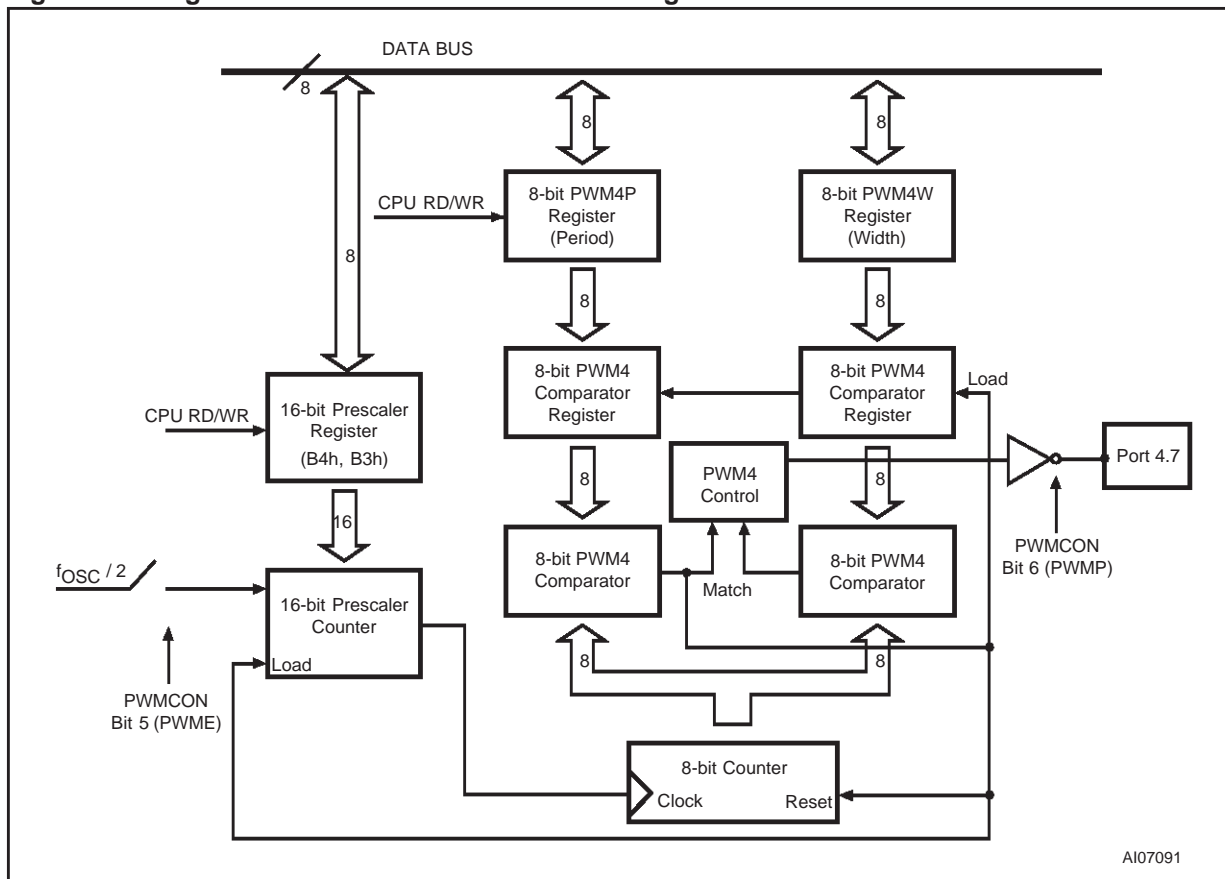 DATA BUS
8
8
8
CPU RD/WR
8-bit PWM4P
Register
(Period)
8-bit PWM4W
Register
(Width)
8
8
8
CPU RD/WR
16-bit Prescaler
Register
(B4h, B3h)
8-bit PWM4
Comparator
Register
8-bit PWM4
Comparator
Register
Load
8
PWM4
Control
8
Port 4.7
16
PWMCON
Bit 6 (PWMP)
fOSC / 2
16-bit Prescaler
Counter
Load
8-bit PWM4
Comparator
Match
8-bit PWM4
Comparator
8
8
PWMCON
Bit 5 (PWME)
8-bit Counter
Clock
Reset
AI07091